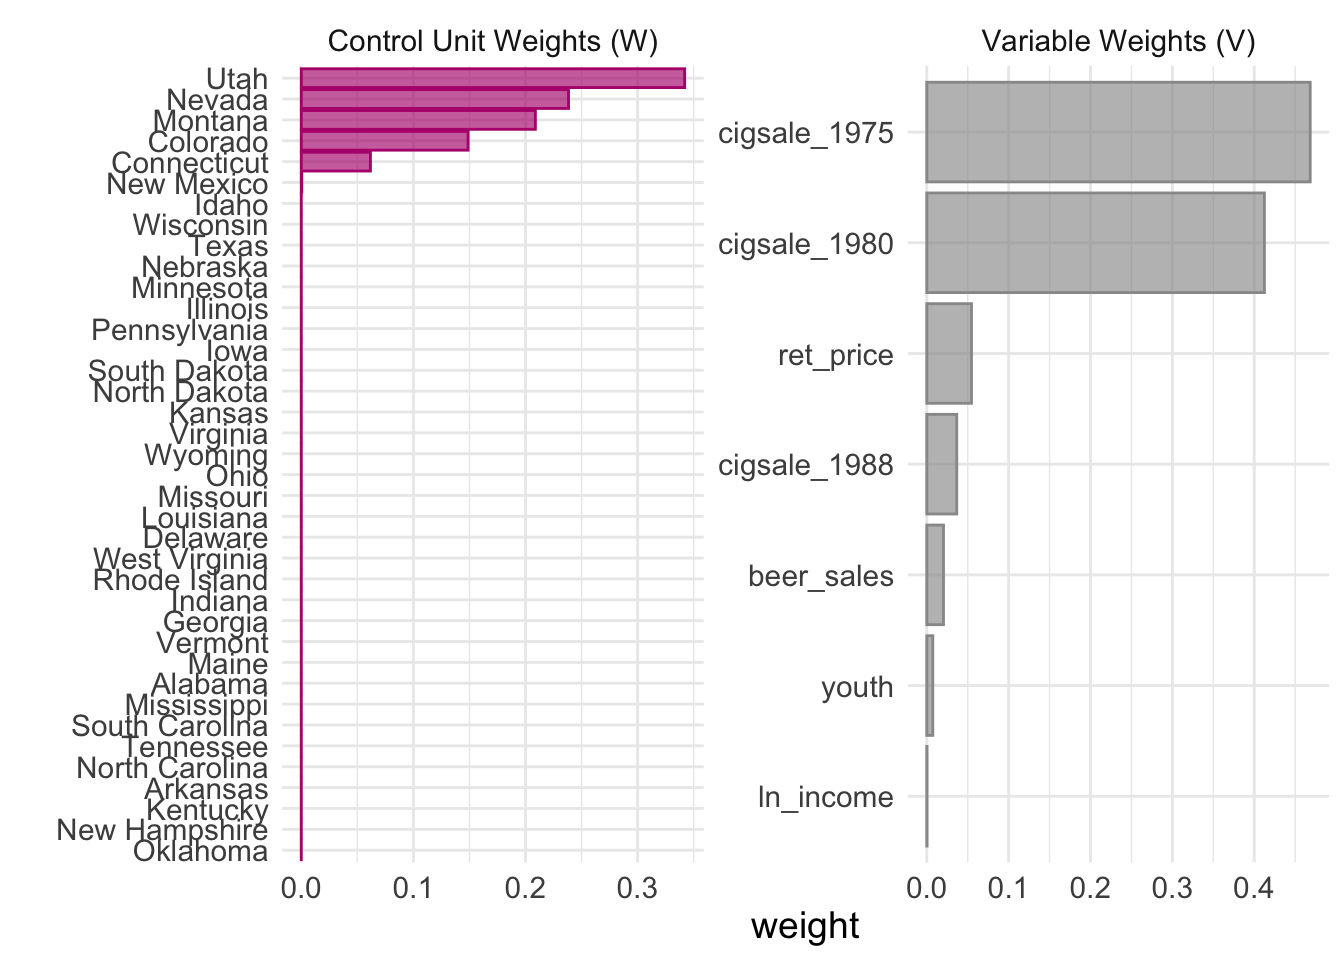 Control Unit Weights (W)
Utah
Nevada
Montana
Colorado
Connecticut
New Mexico
Idaho
Wisconsin
Texas
Nebraska
Minnesota
Illinois
Pennsylvania
Iowa
South Dakota
North Dakota
Kansas
Virginia
Wyoming
Ohio
Missouri
Louisiana
Delaware
West Virginia
Rhode Island
Indiana
Georgia
Vermont
Maine
Alabama
Mississippi
South Carolina
Tennessee
North Carolina
Arkansas
Kentucky
New Hampshire
Oklahoma
0.0 0.1 0.2 0.3
Variable Weights (V)
cigsale_1975
cigsale_1980
ret_price
cigsale_1988
beer_sales
youth
ln_income
0.0 0.1 0.2 0.3 0.4
weight